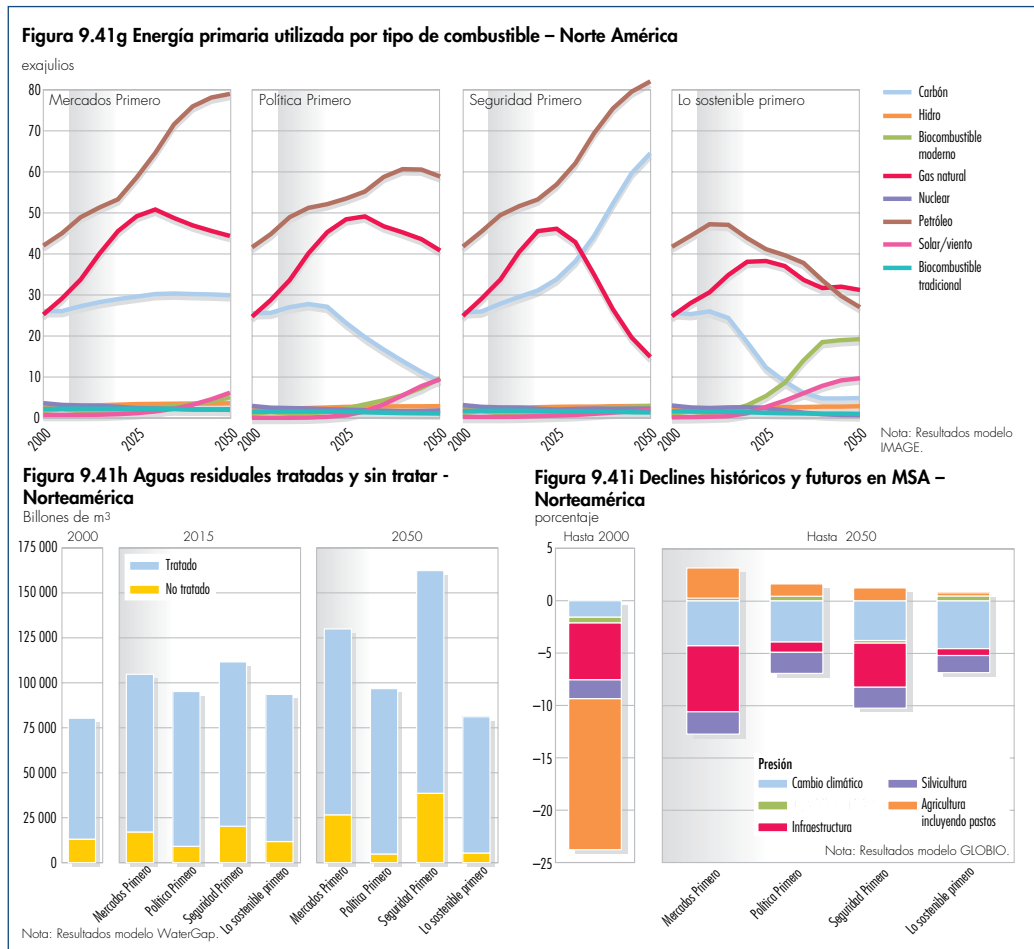 Figura 9.41g Energía primaria utilizada por tipo de combustible – Norte América
exajulios
80
70
60
50
40
30
20
10
0
Mercados Primero
Política Primero
Seguridad Primero
Lo sostenible primero
2000
2025
2050
2000
2025
2050
2000
2025
2050
2000
2025
2050
Carbón
Hidro
Biocombustible
moderno
Gas natural
Nuclear
Petróleo
Solar/viento
Biocombustible
tradicional
Nota: Resultados modelo
IMAGE.
Figura 9.41h Aguas residuales tratadas y sin tratar -
Norteamérica
Billones de m3
2000
2015
2050
175 000
150 000
125 000
100 000
75 000
50 000
25 000
0
Tratado
No tratado
Mercados Primero
Política Primero
Seguridad Primero
Lo sostenible primero
Mercados Primero
Política Primero
Seguridad Primero
Lo sostenible primero
Nota: Resultados modelo WaterGap.
Figura 9.41i Declines históricos y futuros en MSA –
Norteamérica
porcentaje
Hasta 2000
Hasta 2050
5
0
–5
–10
–15
–20
–25
Presión
Cambio climático
Infraestructura
Silvicultura
Agricultura
incluyendo pastos
Nota: Resultados modelo GLOBIO.
Mercados Primero
Política Primero
Seguridad Primero
Lo sostenible primero